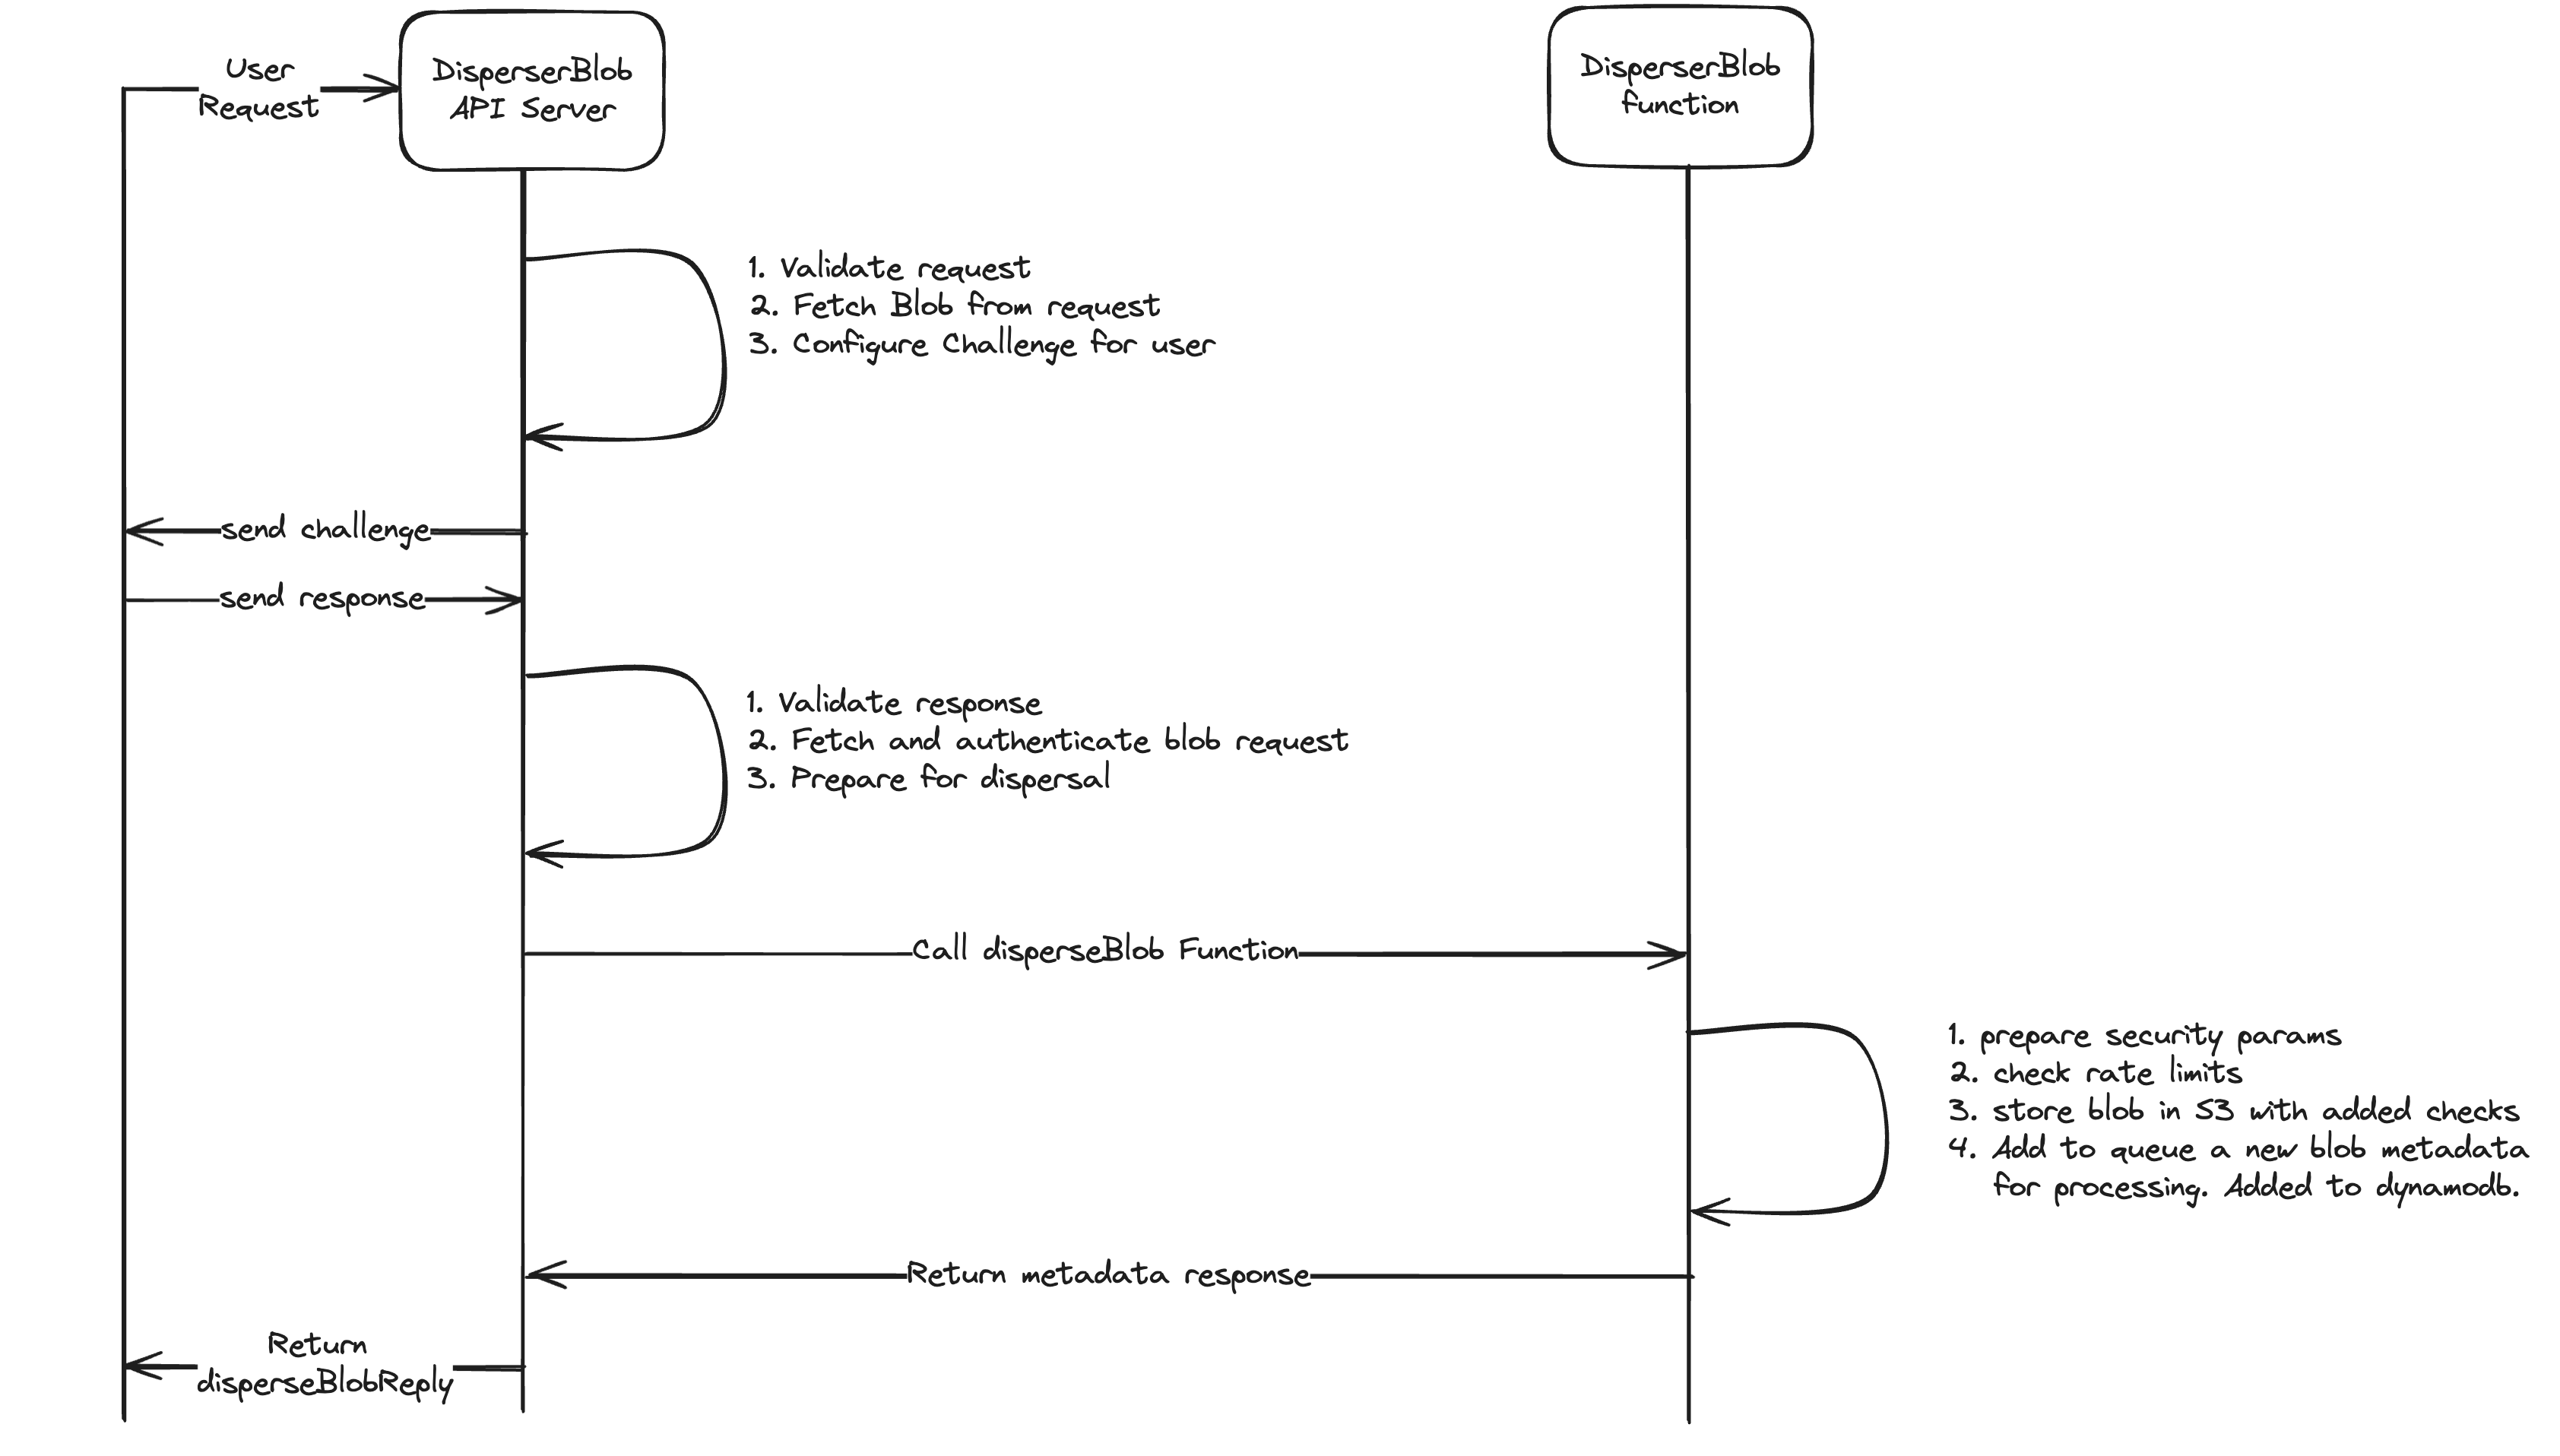 User
Request
DisperserBlob
API Server
DisperserBlob
function
1. Validate request
2. Fetch Blob from request
3. Configure Challenge for user
send challenge
send response
1. Validate response
2. Fetch and authenticate blob request
3. Prepare for dispersal
Call disperseBlob Function
1. prepare security params
2. check rate limits
3. store blob in S3 with added checks
4. Add to queue a new blob metadata
for processing. Added to dynamodb.
Return metadata response
Return
disperseBlobReply